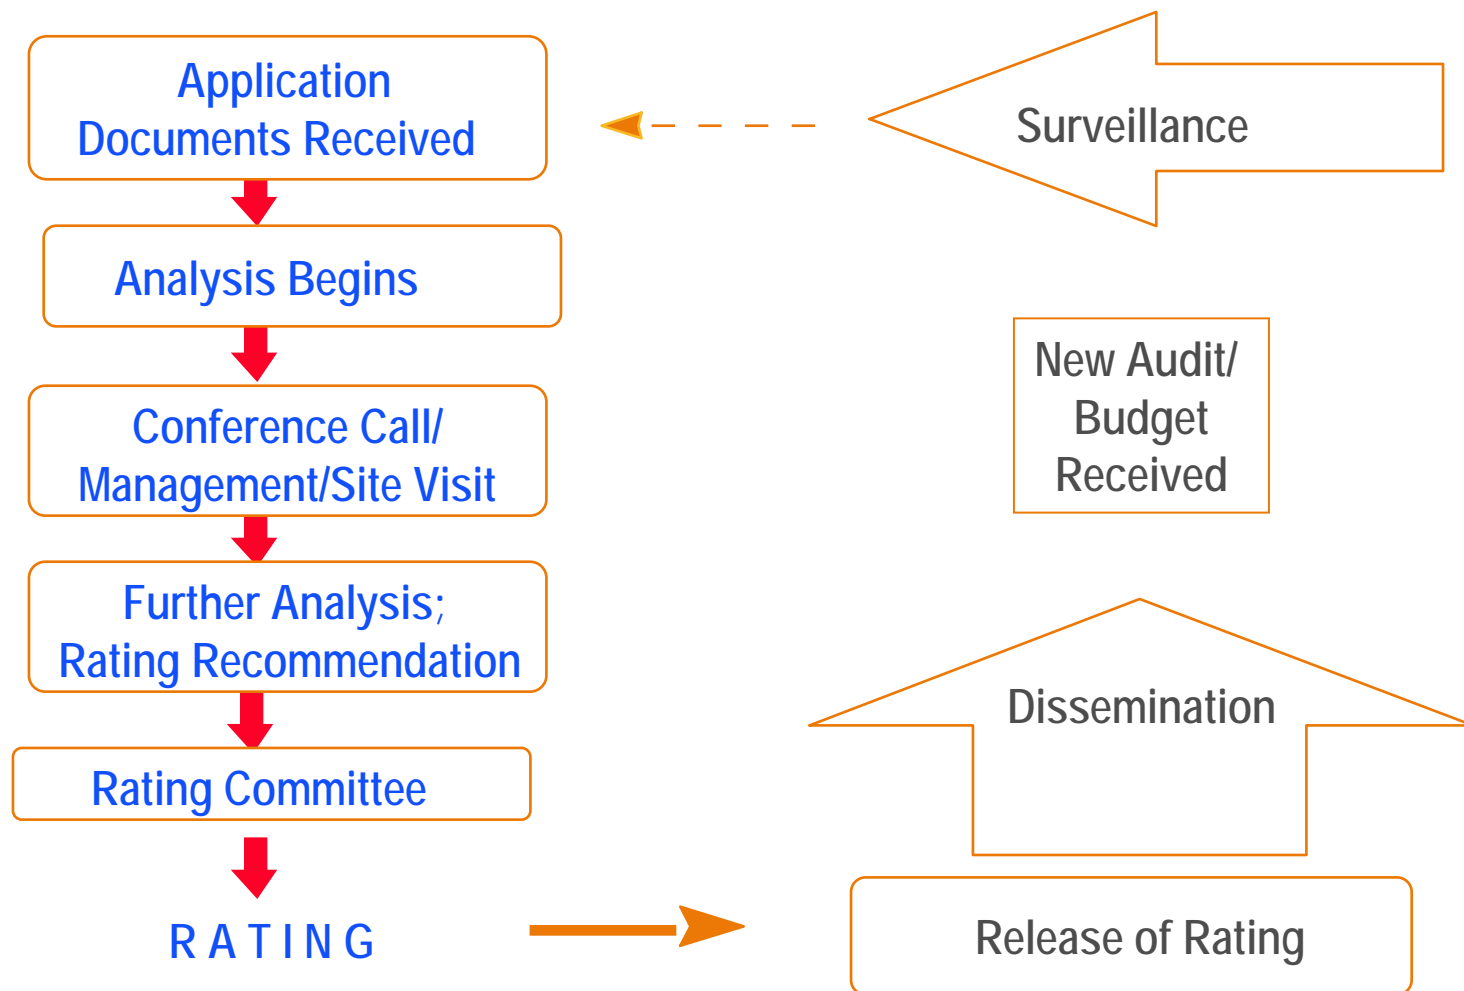 Application
Documents Received
Analysis Begins
Conference Call/
Management/Site Visit
Further Analysis;
Rating Recommendation
Rating Committee
RATING
Surveillance
New Audit/
Budget
Received
Dissemination
Release of Rating